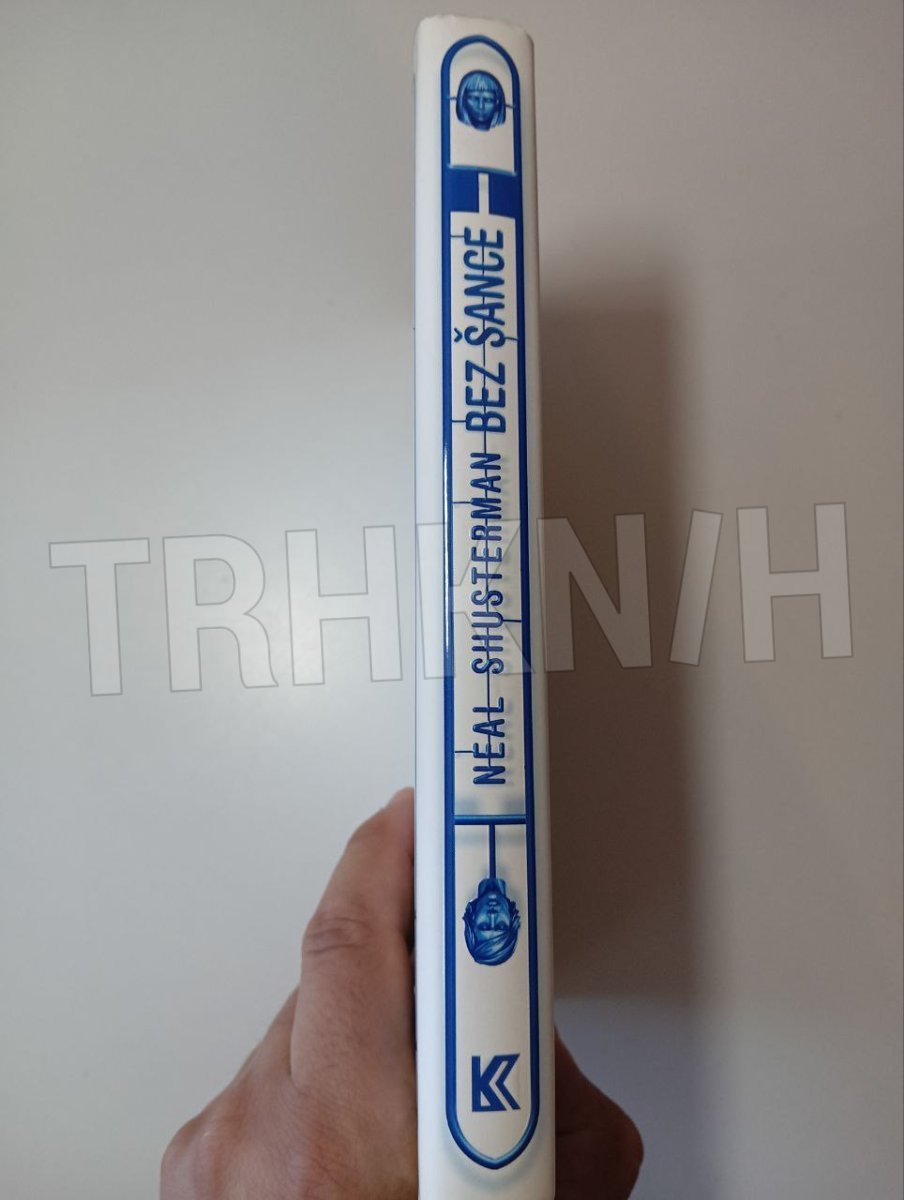 NEAL SHUSTERMAN BEZ ŠANCE
K
TRHKNIH